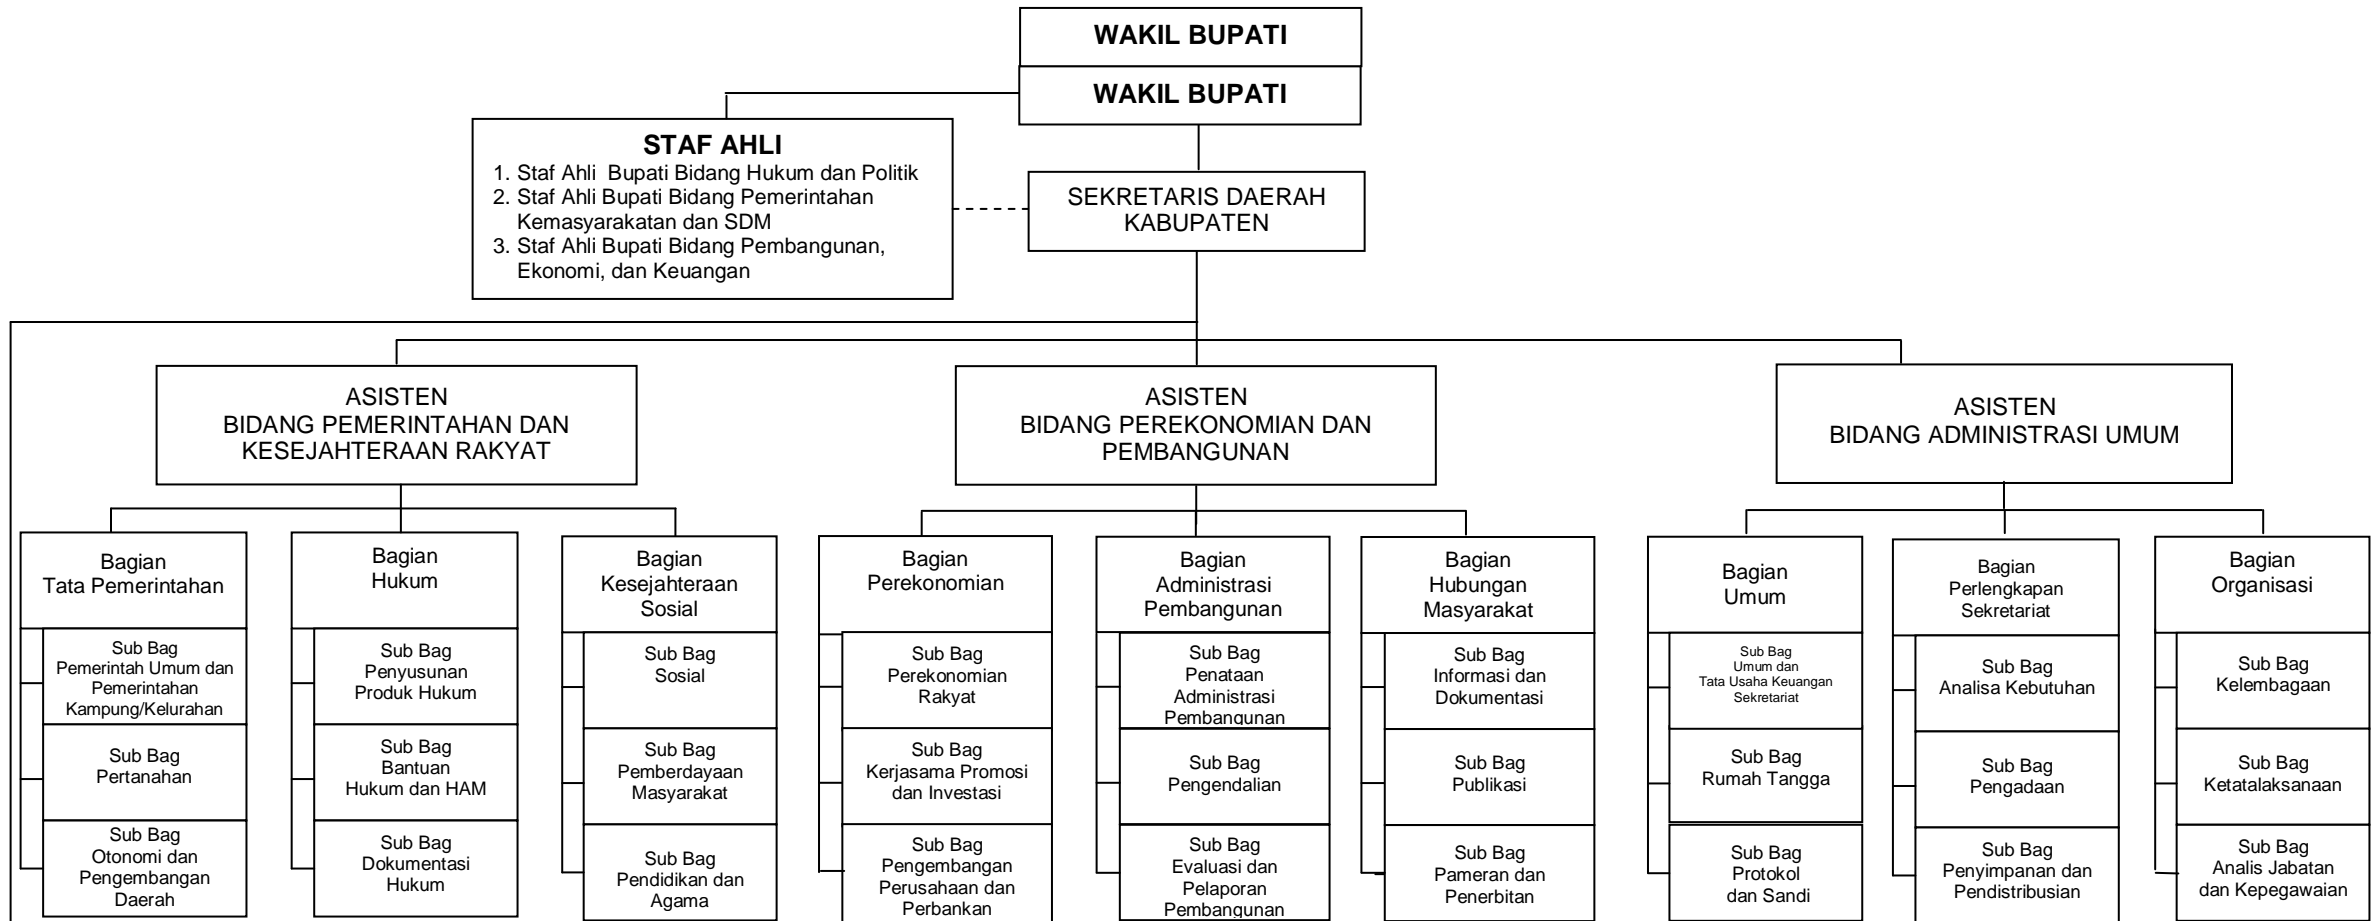 WAKIL BUPATI
WAKIL BUPATI
STAF AHLI
1. Staf Ahli Bupati Bidang Hukum dan Politik
2. Staf Ahli Bupati Bidang Pemerintahan
Kemasyarakatan dan SDM
3. Staf Ahli Bupati Bidang Pembangunan,
Ekonomi, dan Keuangan
SEKRETARIS DAERAH
KABUPATEN
ASISTEN
BIDANG PEMERINTAHAN DAN
KESEJAHTERAAN RAKYAT
ASISTEN
BIDANG PEREKONOMIAN DAN
PEMBANGUNAN
ASISTEN
BIDANG ADMINISTRASI UMUM
Bagian
Tata Pemerintahan
Sub Bag
Pemerintah Umum dan
Pemerintahan
Kampung/Kelurahan
Sub Bag
Pertanahan
Sub Bag
Otonomi dan
Pengembangan
Daerah
Bagian
Hukum
Sub Bag
Penyusunan
Produk Hukum
Sub Bag
Bantuan
Hukum dan HAM
Sub Bag
Dokumentasi
Hukum
Bagian
Kesejahteraan
Sosial
Sub Bag
Sosial
Sub Bag
Pemberdayaan
Masyarakat
Sub Bag
Pendidikan dan
Agama
Bagian
Perekonomian
Sub Bag
Perekonomian
Rakyat
Sub Bag
Kerjasama Promosi
dan Investasi
Sub Bag
Pengembangan
Perusahaan dan
Perbankan
Bagian
Administrasi
Pembangunan
Sub Bag
Penataan
Administrasi
Pembangunan
Sub Bag
Pengendalian
Sub Bag
Evaluasi dan
Pelaporan
Pembangunan
Bagian
Hubungan
Masyarakat
Sub Bag
Informasi dan
Dokumentasi
Sub Bag
Publikasi
Sub Bag
Pameran dan
Penerbitan
Bagian
Umum
Sub Bag
Umum dan
Tata Usaha Keuangan
Sekretariat
Sub Bag
Rumah Tangga
Sub Bag
Protokol
dan Sandi
Bagian
Perlengkapan
Sekretariat
Sub Bag
Analisa Kebutuhan
Sub Bag
Pengadaan
Sub Bag
Penyimpanan dan
Pendistribusian
Bagian
Organisasi
Sub Bag
Kelembagaan
Sub Bag
Ketatalaksanaan
Sub Bag
Analis Jabatan
dan Kepegawaian